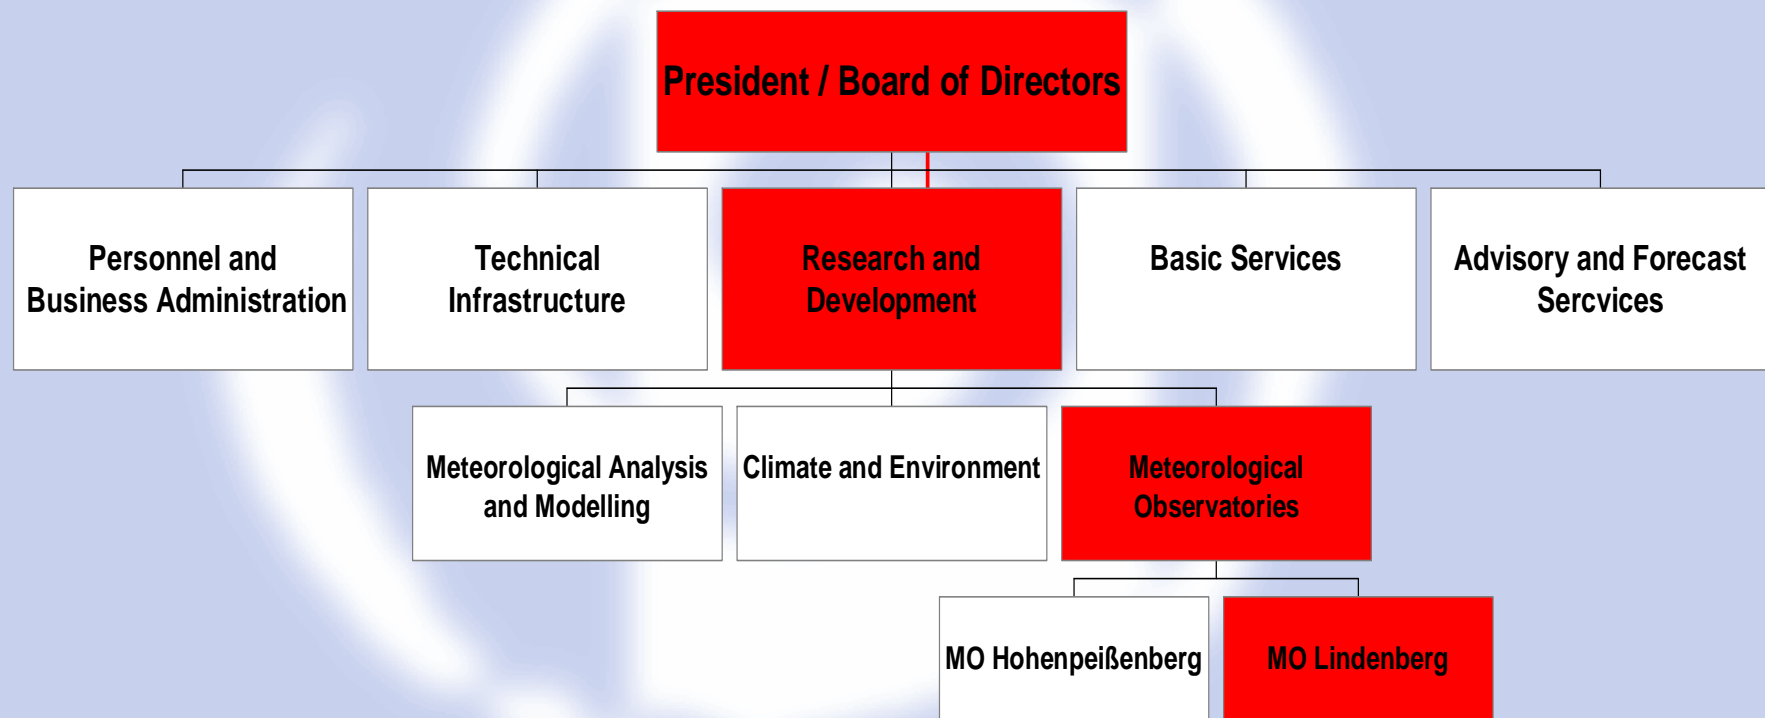 President / Board of Directors
Personnel and
Business Administration
Technical
Infrastructure
Research and
Development
Basic Services
Advisory and Forecast
Sercvices
Meteorological Analysis
and Modelling
Climate and Environment
Meteorological
Observatories
MO Hohenpeißenberg
MO Lindenberg